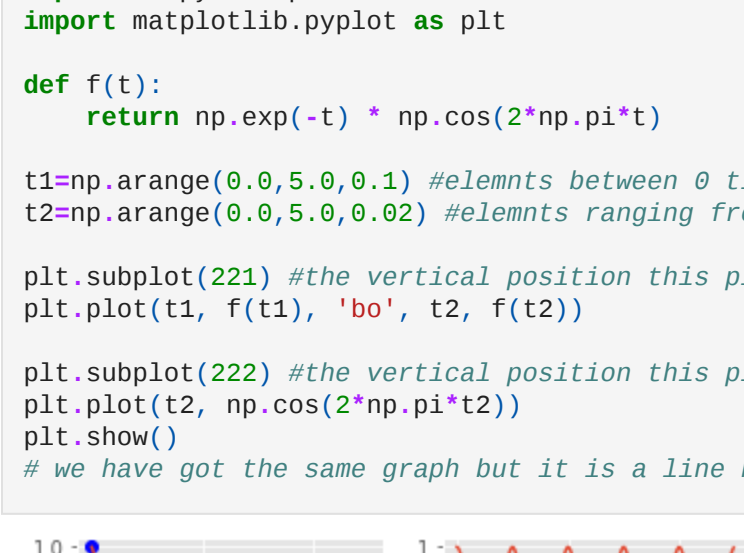 import matplotlib.pyplot as plt
def f(t):
    return np.exp(-t) * np.cos(2*np.pi*t)
t1=np.arange(0.0,5.0,0.1) #elemnts between 0
t2=np.arange(0.0,5.0,0.02) #elemnts ranging
plt.subplot(221) #the vertical position this
plt.plot(t1, f(t1), 'bo', t2, f(t2))
plt.subplot(222) #the vertical position this
plt.plot(t2, np.cos(2*np.pi*t2))
plt.show()
# we have got the same graph but it is a line
1.0 1